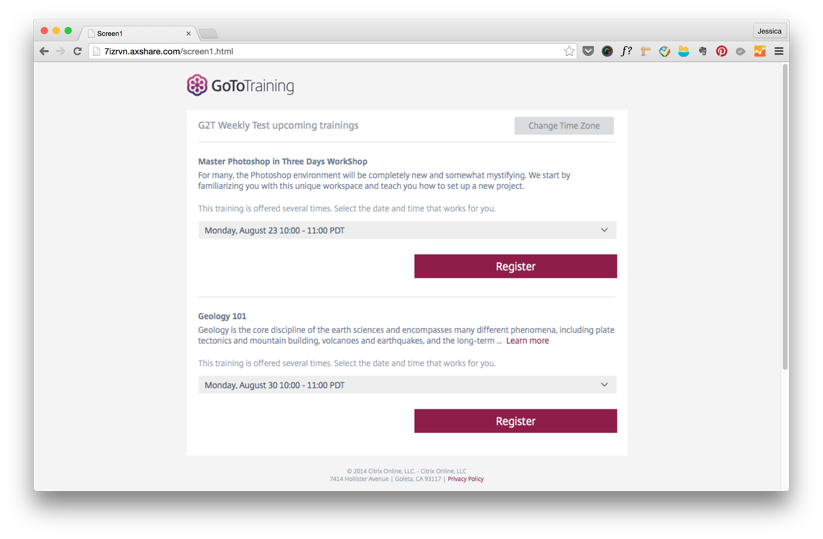 Screen1
Jessica
7izrvn.axshare.com/screen1.html
f?
GoToTraining
G2T Weekly Test upcoming trainings
Change Time Zone
Master Photoshop in Three Days WorkShop
For many, the Photoshop environment will be completely new and somewhat mystifying. We start by
familiarizing you with this unique workspace and teach you how to set up a new project.
This training is offered several times. Select the date and time that works for you.
Monday, August 23 10:00 - 11:00 PDT
Register
Geology 101
Geology is the core discipline of the earth sciences and encompasses many different phenomena, including plate
tectonics and mountain building, volcanoes and earthquakes, and the long-term ... Learn more
This training is offered several times. Select the date and time that works for you.
Monday, August 30 10:00 - 11:00 PDT
Register
© 2014 Citrix Online, LLC. - Citrix Online, LLC
7414 Hollister Avenue | Goleta, CA 93117 | Privacy Policy